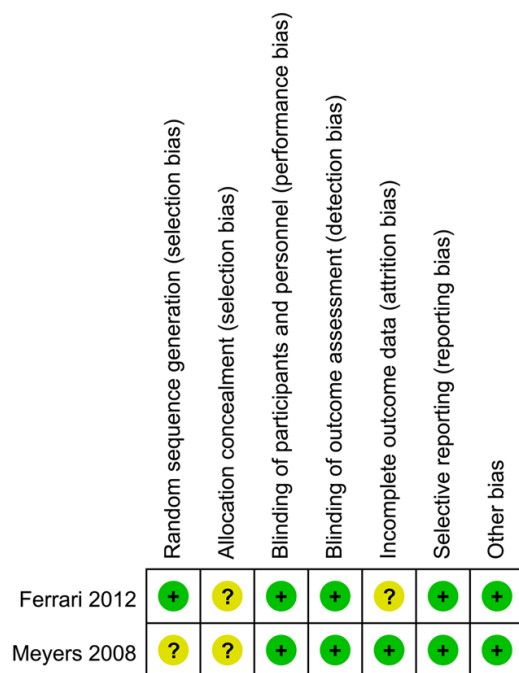 Random sequence generation (selection bias)
Allocation concealment (selection bias)
Blinding of participants and personnel (performance bias)
Blinding of outcome assessment (detection bias)
Incomplete outcome data (attrition bias)
Selective reporting (reporting bias)
Other bias
Ferrari 2012 + ? + + ? + +
Meyers 2008 ? ? + + + + +